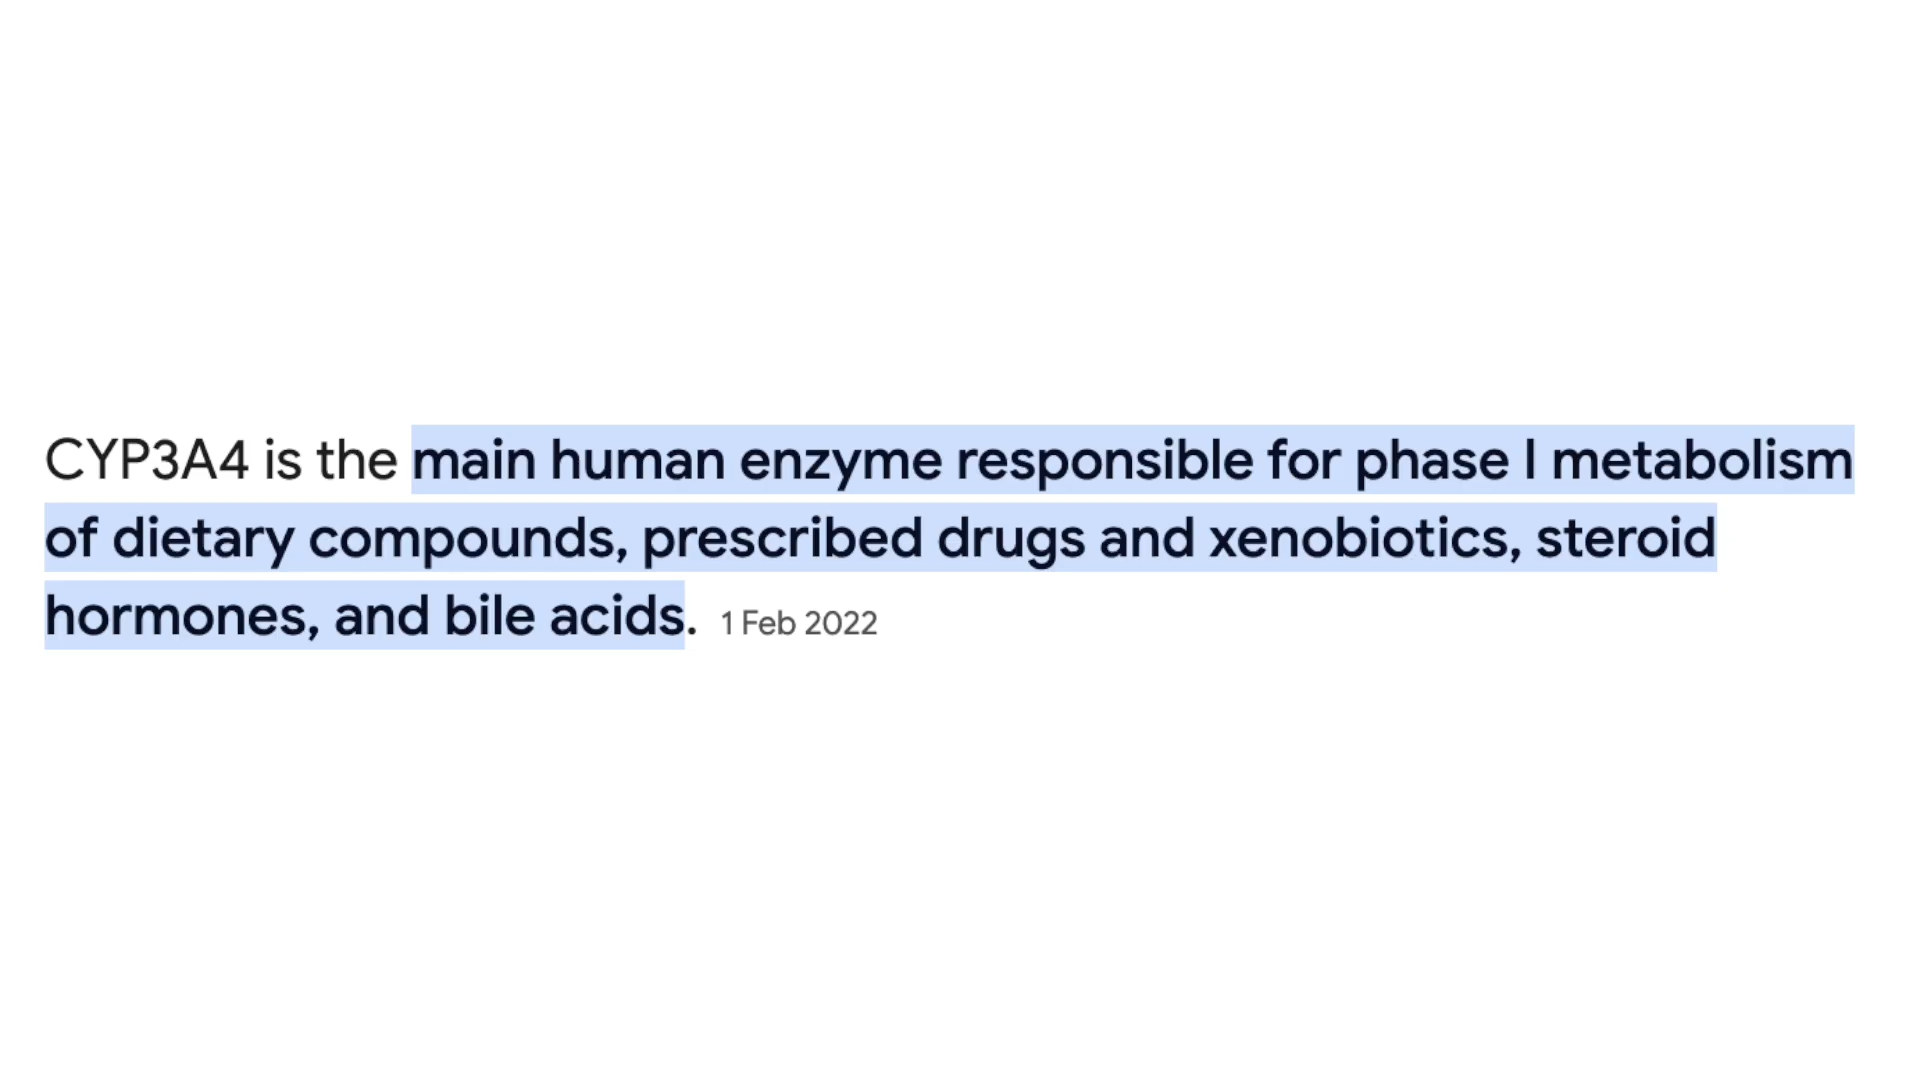 CYP3A4 is the main human enzyme responsible for phase I metabolism
of dietary compounds, prescribed drugs and xenobiotics, steroid
hormones, and bile acids. 1 Feb 2022